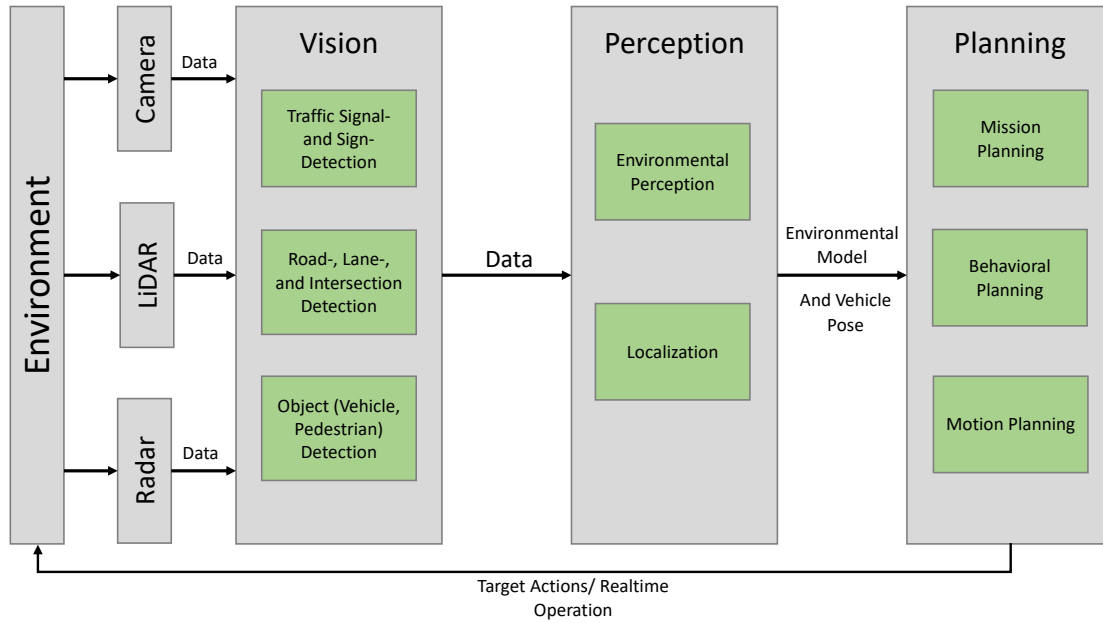 Environment
Camera
LiDAR
Radar
Data
Data
Data
Vision
Traffic Signal-
and Sign-
Detection
Road-, Lane-,
and Intersection
Detection
Object (Vehicle,
Pedestrian)
Detection
Data
Perception
Environmental
Perception
Localization
Environmental
Model
And Vehicle
Pose
Planning
Mission
Planning
Behavioral
Planning
Motion Planning
Target Actions/ Realtime
Operation